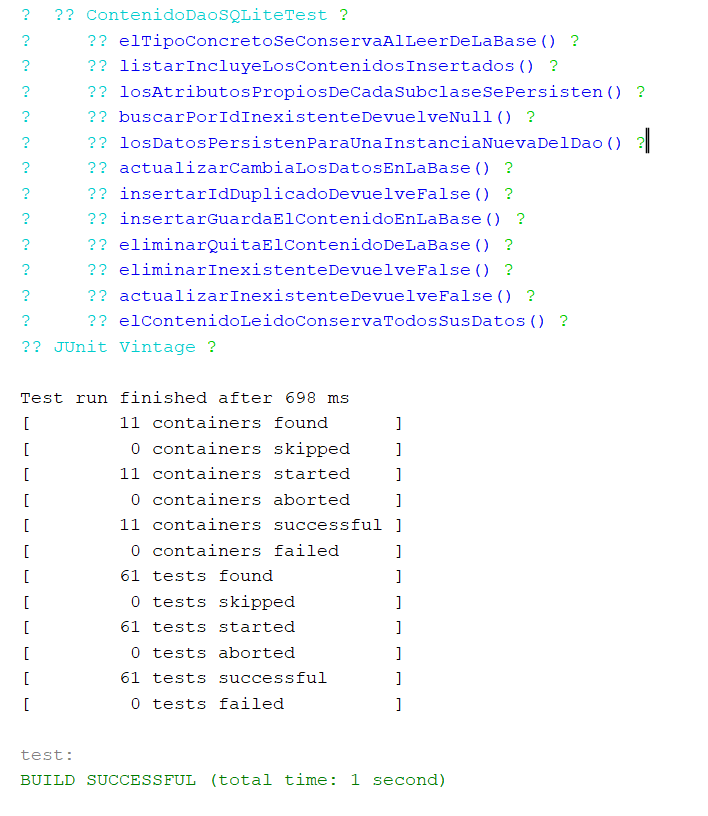 ?  ?? ContenidoDaoSQLiteTest ?
?     ?? elTipoConcretoSeConservaAlLeerDeLaBase() ?
?     ?? listarIncluyeLosContenidosInsertados() ?
?     ?? losAtributosPropiosDeCadaSubclaseSePersisten() ?
?     ?? buscarPorIdInexistenteDevuelveNull() ?
?     ?? losDatosPersistenParaUnaInstanciaNuevaDelDao() ?
?     ?? actualizarCambiaLosDatosEnLaBase() ?
?     ?? insertarIdDuplicadoDevuelveFalse() ?
?     ?? insertarGuardaElContenidoEnLaBase() ?
?     ?? eliminarQuitaElContenidoDeLaBase() ?
?     ?? eliminarInexistenteDevuelveFalse() ?
?     ?? actualizarInexistenteDevuelveFalse() ?
?     ?? elContenidoLeidoConservaTodosSusDatos() ?
?? JUnit Vintage ?

Test run finished after 698 ms
[        11 containers found      ]
[         0 containers skipped    ]
[        11 containers started    ]
[         0 containers aborted    ]
[        11 containers successful ]
[         0 containers failed     ]
[        61 tests found           ]
[         0 tests skipped         ]
[        61 tests started         ]
[         0 tests aborted         ]
[        61 tests successful      ]
[         0 tests failed          ]

test:
BUILD SUCCESSFUL (total time: 1 second)